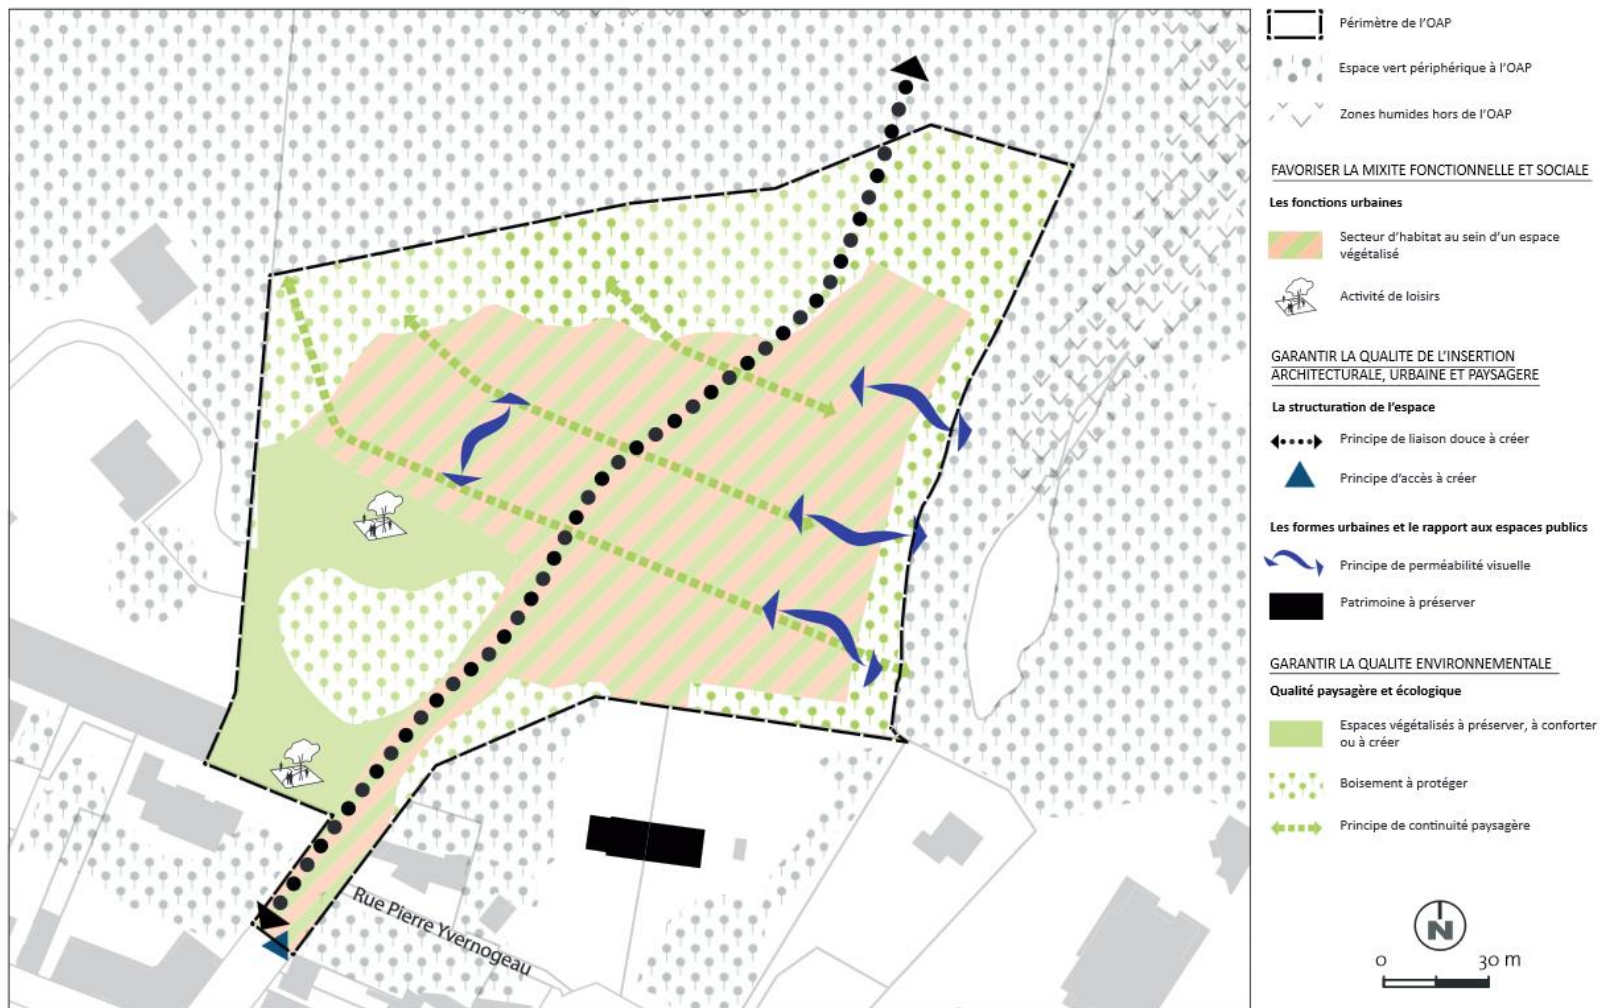 Périmètre de l'OAP
Espace vert périphérique à l'OAP
Zones humides hors de l'OAP
FAVORISER LA MIXITE FONCTIONNELLE ET SOCIALE
Les fonctions urbaines
Secteur d'habitat au sein d'un espace
végétalisé
Activité de loisirs
GARANTIR LA QUALITE DE L'INSERTION
ARCHITECTURALE, URBAINE ET PAYSAGERE
La structuration de l'espace
Principe de liaison douce à créer
Principe d'accès à créer
Les formes urbaines et le rapport aux espaces publics
Principe de perméabilité visuelle
Patrimoine à préserver
GARANTIR LA QUALITE ENVIRONNEMENTALE
Qualité paysagère et écologique
Espaces végétalisés à préserver, à conforter
ou à créer
Boisement à protéger
Principe de continuité paysagère
Rue Pierre Yvernogeau
N
0 30 m